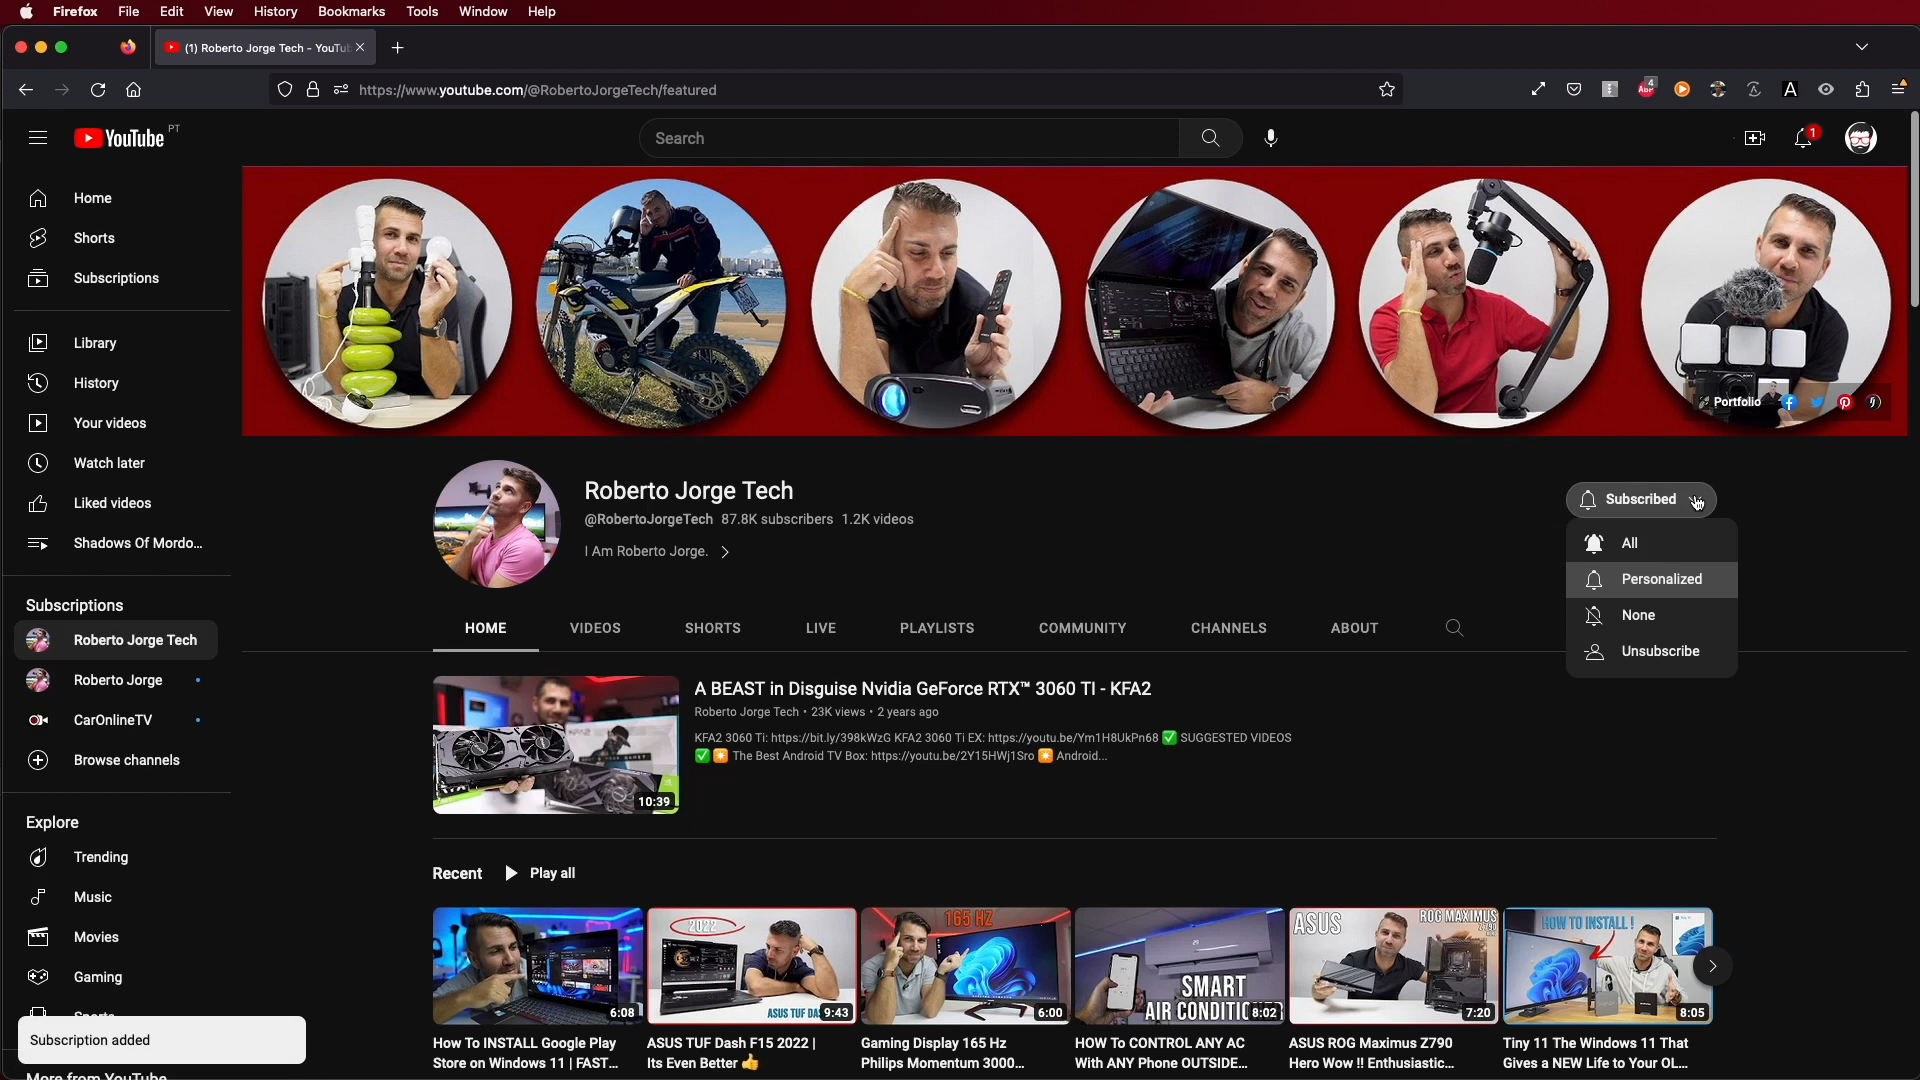 Firefox File Edit View History Bookmarks Tools Window Help
(1) Roberto Jorge Tech - YouTu
https://www.youtube.com/@RobertoJorgeTech/featured
4
ABP
A
YouTube PT
Search
1
Home
Shorts
Subscriptions
Library
History
Your videos
Watch later
Liked videos
Shadows Of Mordo...
Subscriptions
Roberto Jorge Tech
Roberto Jorge
CarOnlineTV
Browse channels
Explore
Trending
Music
Movies
Gaming
Subscription added
More from YouTube
Portfolio
Roberto Jorge Tech
@RobertoJorgeTech 87.8K subscribers 1.2K videos
I Am Roberto Jorge.
Subscribed
All
Personalized
None
Unsubscribe
HOME VIDEOS SHORTS LIVE PLAYLISTS COMMUNITY CHANNELS ABOUT
10:39
A BEAST in Disguise Nvidia GeForce RTX™ 3060 TI - KFA2
Roberto Jorge Tech • 23K views • 2 years ago
KFA2 3060 Ti: https://bit.ly/398kWzG KFA2 3060 Ti EX: https://youtu.be/Ym1H8UkPn68 ✅ SUGGESTED VIDEOS
✅ ✴️ The Best Android TV Box: https://youtu.be/2Y15HWj1Sro ✴️ Android...
Recent Play all
6:08
2022
ASUS TUF DA
9:43
165 HZ
6:00
SMART
AIR CONDITIO
8:02
ASUS
ROG MAXIMUS
Z790
7:20
HOW TO INSTALL !
8:05
How To INSTALL Google Play
Store on Windows 11 | FAST...
ASUS TUF Dash F15 2022 |
Its Even Better 👍
Gaming Display 165 Hz
Philips Momentum 3000...
HOW To CONTROL ANY AC
With ANY Phone OUTSIDE...
ASUS ROG Maximus Z790
Hero Wow !! Enthusiastic...
Tiny 11 The Windows 11 That
Gives a NEW Life to Your OL...